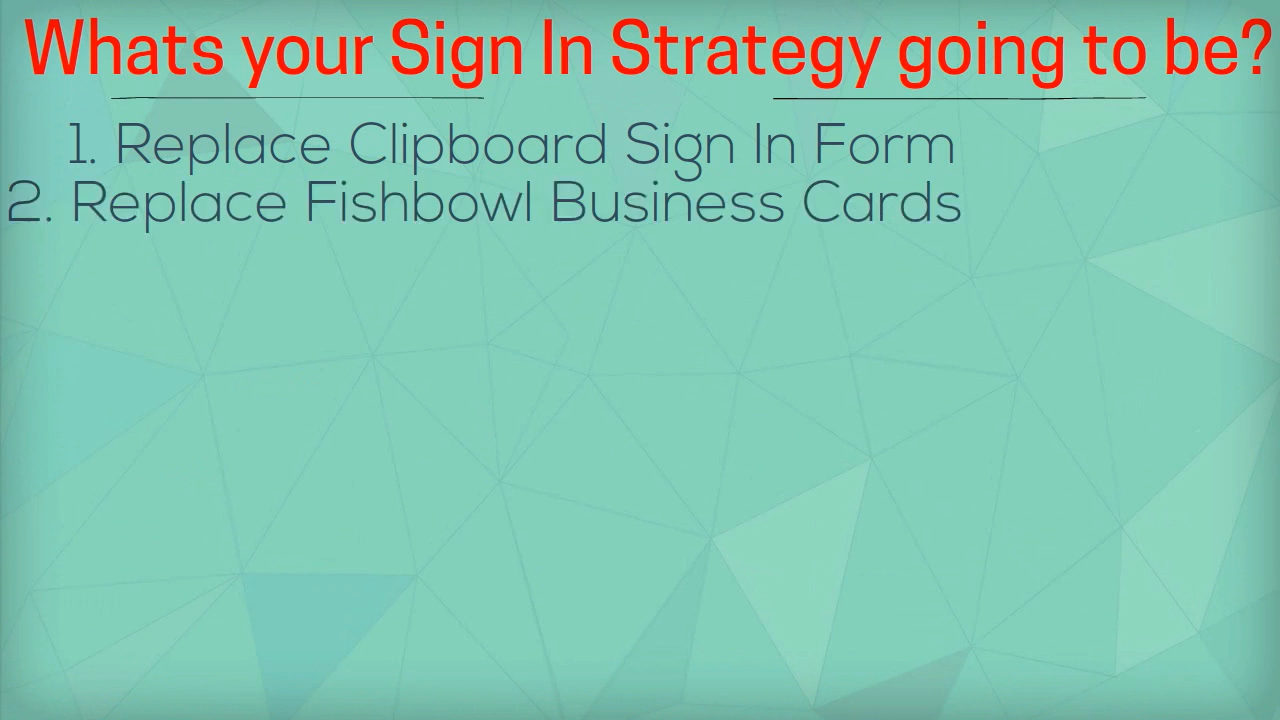 Whats your Sign In Strategy going to be?
1. Replace Clipboard Sign In Form
2. Replace Fishbowl Business Cards